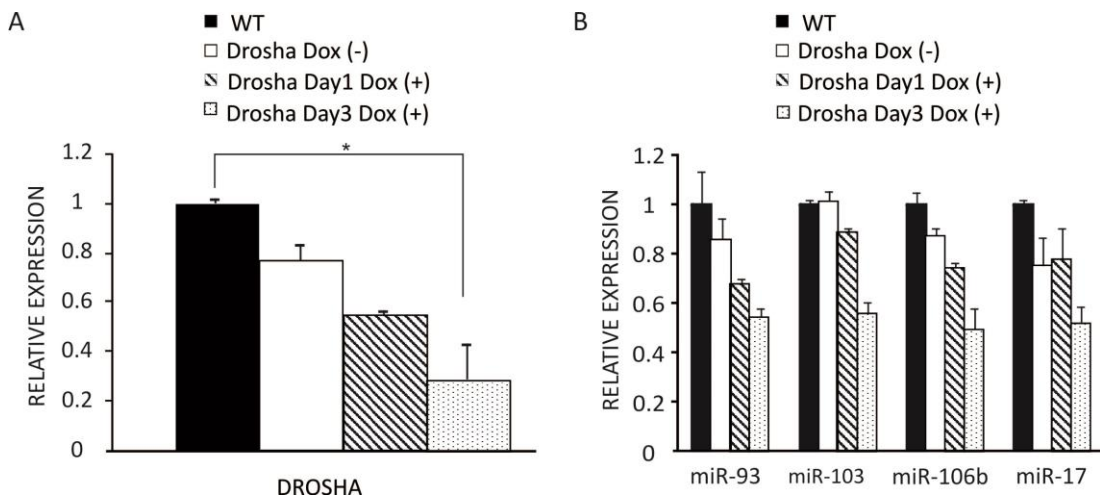 A
WT
Drosha Dox (-)
Drosha Day1 Dox (+)
Drosha Day3 Dox (+)
RELATIVE EXPRESSION
1.2
1
0.8
0.6
0.4
0.2
0
*
DROSHA
B
WT
Drosha Dox (-)
Drosha Day1 Dox (+)
Drosha Day3 Dox (+)
RELATIVE EXPRESSION
1.2
1
0.8
0.6
0.4
0.2
0
miR-93 miR-103 miR-106b miR-17